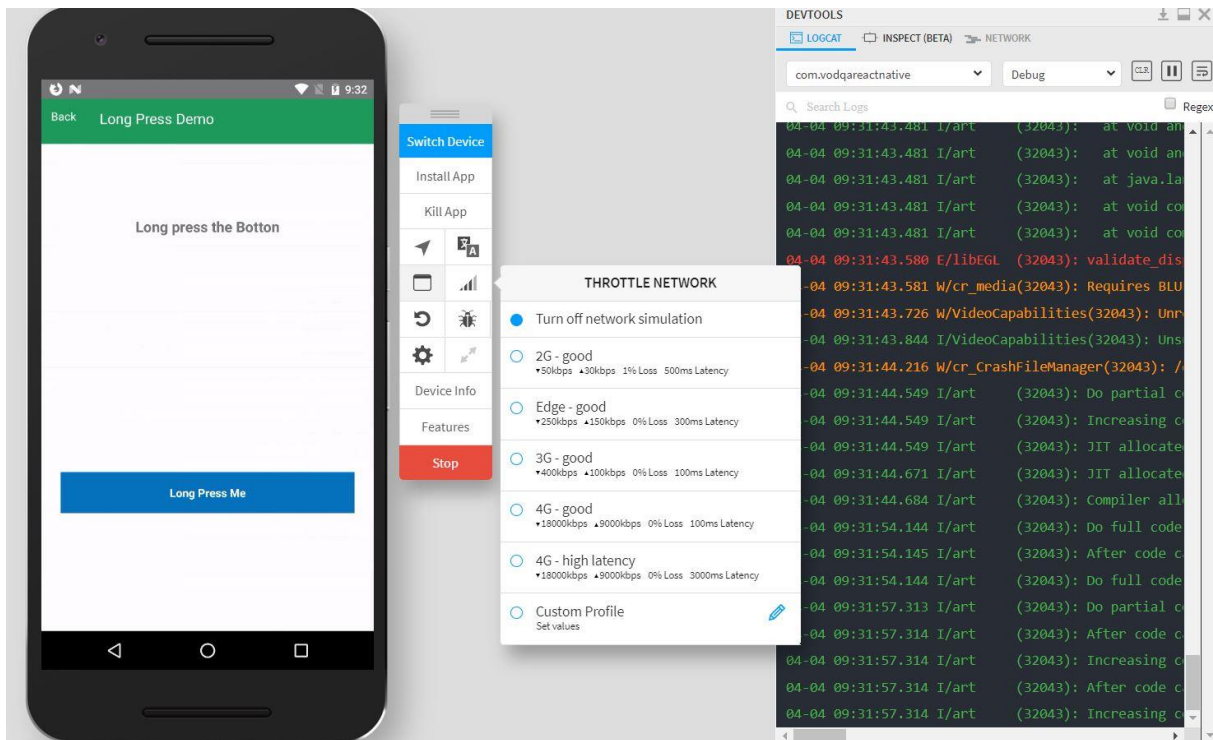 9:32
Back Long Press Demo
Long press the Botton
Long Press Me
Switch Device
Install App
Kill App
Device Info
Features
Stop
THROTTLE NETWORK
Turn off network simulation
2G - good
▾50kbps ▴30kbps 1% Loss 500ms Latency
Edge - good
▾250kbps ▴150kbps 0% Loss 300ms Latency
3G - good
▾400kbps ▴100kbps 0% Loss 100ms Latency
4G - good
▾18000kbps ▴9000kbps 0% Loss 100ms Latency
4G - high latency
▾18000kbps ▴9000kbps 0% Loss 3000ms Latency
Custom Profile
Set values
DEVTOOLS
LOGCAT INSPECT (BETA) NETWORK
com.vodqareactnative Debug CLR
Search Logs Regex
04-04 09:31:43.481 I/art (32043): at void an
04-04 09:31:43.481 I/art (32043): at void an
04-04 09:31:43.481 I/art (32043): at java.la
04-04 09:31:43.481 I/art (32043): at void co
04-04 09:31:43.481 I/art (32043): at void co
04-04 09:31:43.580 E/libEGL (32043): validate_dis
-04 09:31:43.581 W/cr_media(32043): Requires BLU
-04 09:31:43.726 W/VideoCapabilities(32043): Unr
-04 09:31:43.844 I/VideoCapabilities(32043): Uns
-04 09:31:44.216 W/cr_CrashFileManager(32043): /
-04 09:31:44.549 I/art (32043): Do partial c
-04 09:31:44.549 I/art (32043): Increasing c
-04 09:31:44.549 I/art (32043): JIT allocate
-04 09:31:44.671 I/art (32043): JIT allocate
-04 09:31:44.684 I/art (32043): Compiler all
-04 09:31:54.144 I/art (32043): Do full code
-04 09:31:54.145 I/art (32043): After code c
-04 09:31:54.144 I/art (32043): Do full code
-04 09:31:57.313 I/art (32043): Do partial c
-04 09:31:57.314 I/art (32043): After code c
04-04 09:31:57.314 I/art (32043): Increasing c
04-04 09:31:57.314 I/art (32043): After code c
04-04 09:31:57.314 I/art (32043): Increasing c